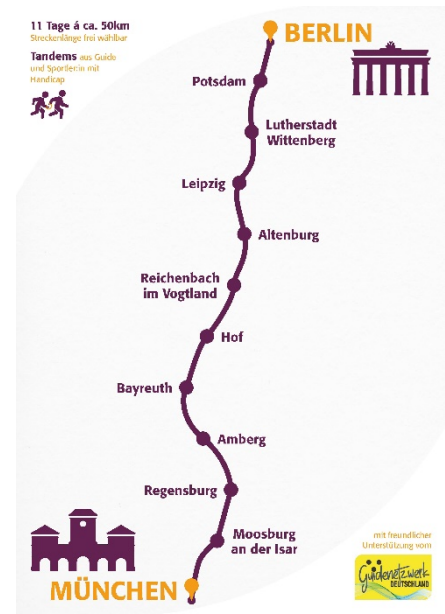 11 Tage á ca. 50km
Streckenlänge frei wählbar
Tandems aus Guide
und Sportler:in mit
Handicap
BERLIN
Potsdam
Lutherstadt
Wittenberg
Leipzig
Altenburg
Reichenbach
im Vogtland
Hof
Bayreuth
Amberg
Regensburg
Moosburg
an der Isar
MÜNCHEN
mit freundlicher
Unterstützung vom
Guidenetzwerk
DEUTSCHLAND